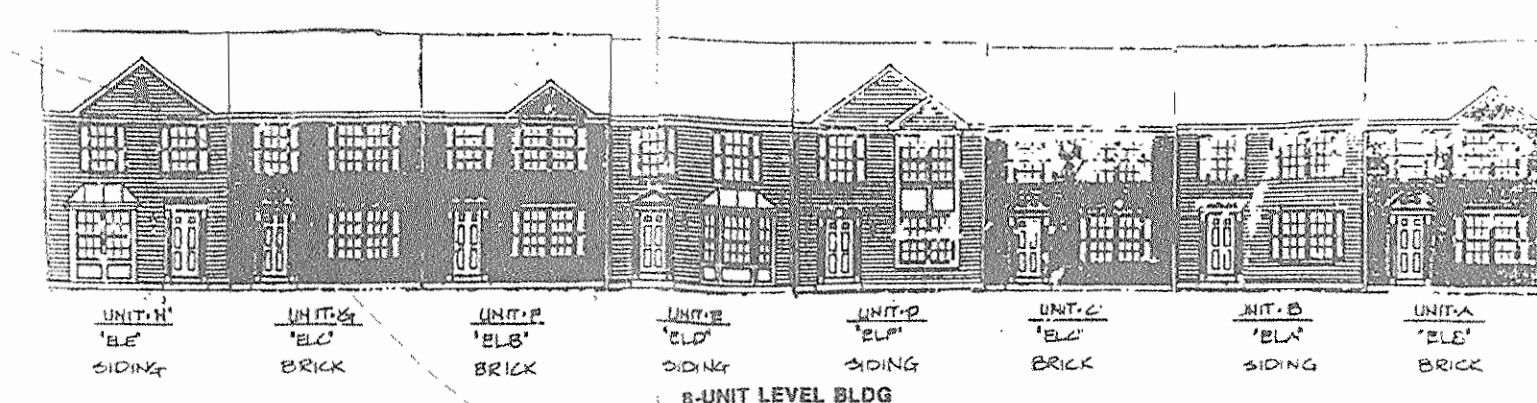 UNIT·H
"ELE"
SIDING
UNIT·G
"ELC"
BRICK
UNIT·F
"ELB"
BRICK
UNIT·E
"ELD"
SIDING
UNIT·D
"ELF"
SIDING
UNIT·C
"ELC"
BRICK
UNIT·B
"ELA"
SIDING
UNIT·A
BRICK
8-UNIT LEVEL BLDG